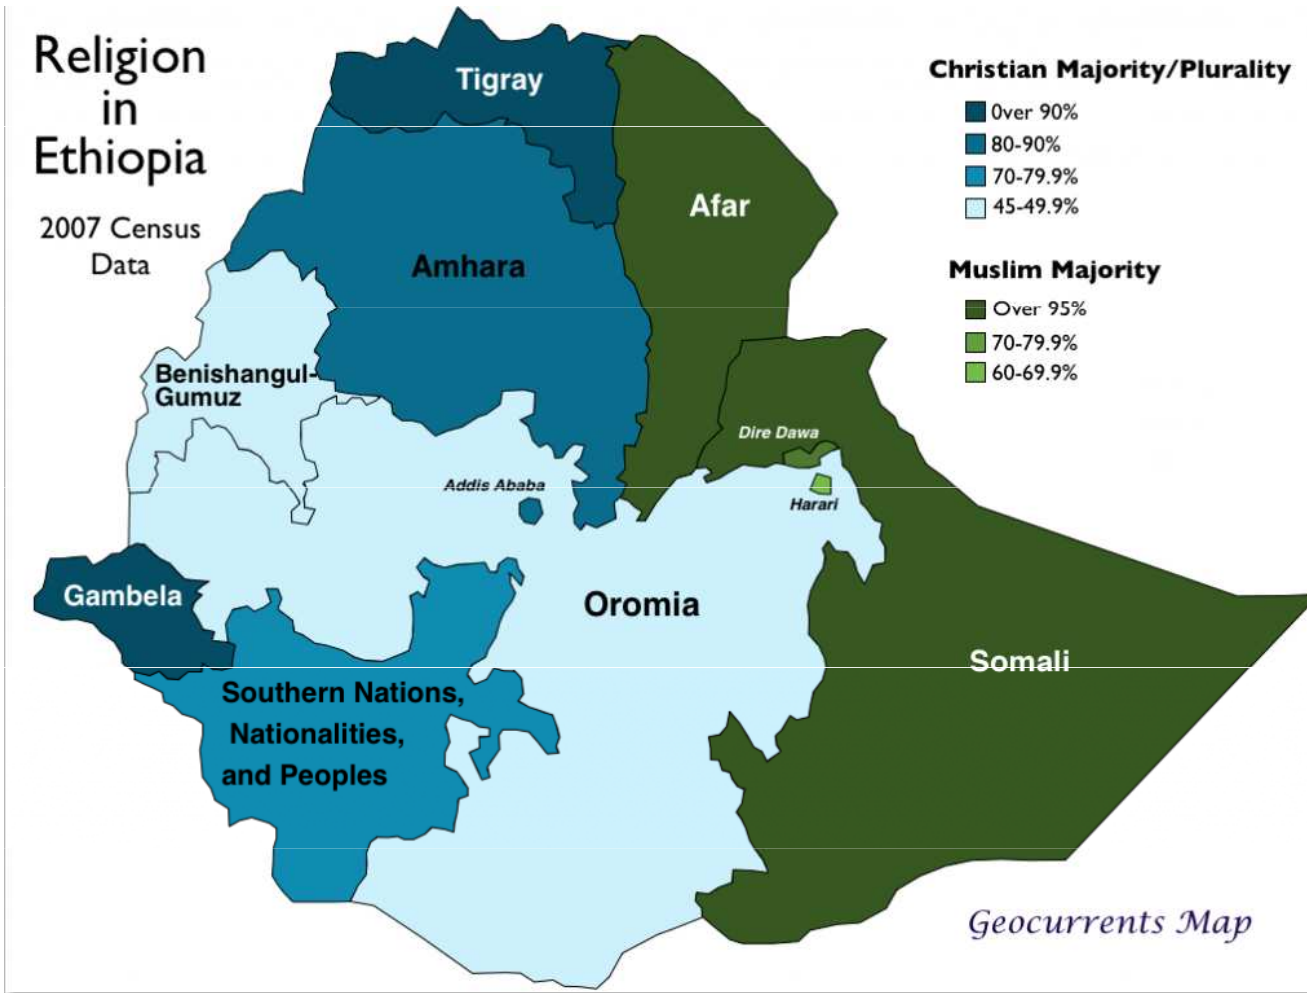 Religion
in
Ethiopia
2007 Census
Data
Christian Majority/Plurality
0ver 90%
80-90%
70-79.9%
45-49.9%
Muslim Majority
Over 95%
70-79.9%
60-69.9%
Tigray
Afar
Amhara
Benishangul-
Gumuz
Dire Dawa
Addis Ababa
Harari
Gambela
Oromia
Somali
Southern Nations,
Nationalities,
and Peoples
Geocurrents Map